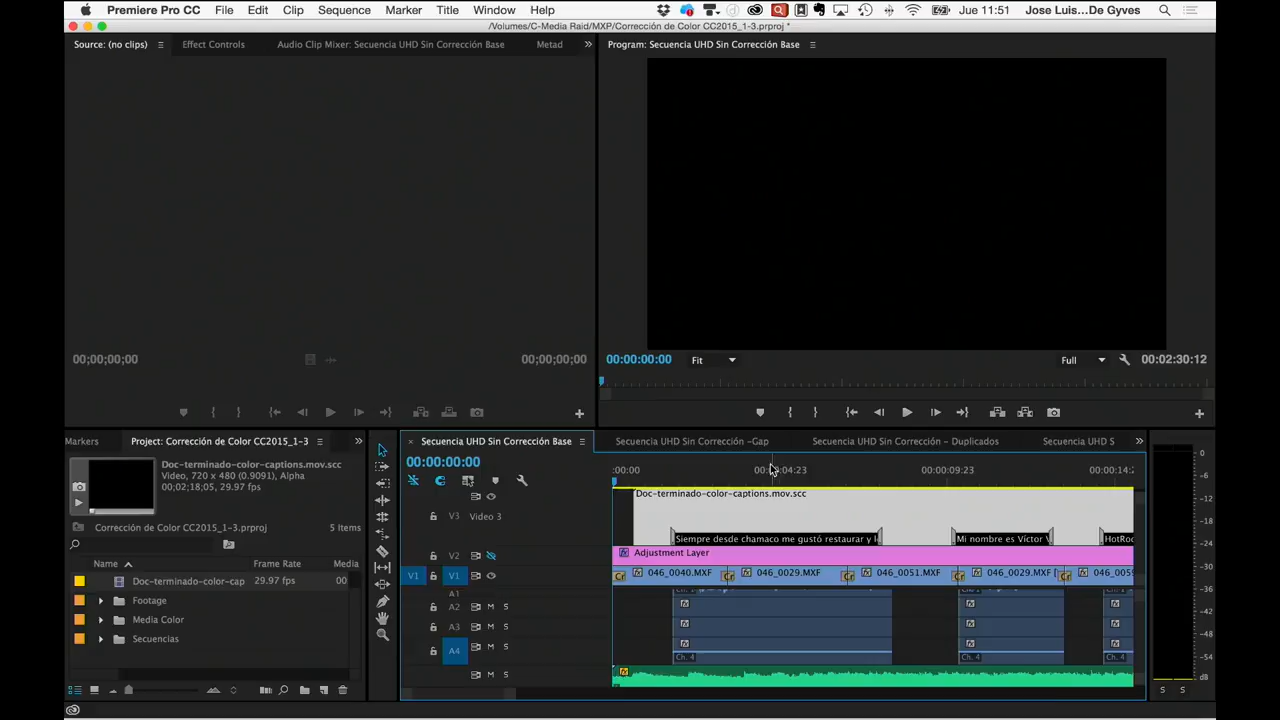 Premiere Pro CC File Edit Clip Sequence Marker Title Window Help Jue 11:51 Jose Luis...De Gyves
/Volumes/C-Media Raid/MXP/Corrección de Color CC2015_1-3.prproj *
Source: (no clips) Effect Controls Audio Clip Mixer: Secuencia UHD Sin Corrección Base Metad Program: Secuencia UHD Sin Corrección Base
00;00;00;00 00;00;00;00 00:00:00:00 Fit Full 00:02:30:12
Markers Project: Corrección de Color CC2015_1-3 Secuencia UHD Sin Corrección Base Secuencia UHD Sin Corrección -Gap Secuencia UHD Sin Corrección - Duplicados Secuencia UHD S
Doc-terminado-color-captions.mov.scc
Video, 720 x 480 (0.9091), Alpha
00;02;18;05, 29.97 fps
00:00:00:00
:00:00 00:00:04:23 00:00:09:23 00:00:14:2
Corrección de Color CC2015_1-3.prproj 5 Items
Name Frame Rate Media
Doc-terminado-color-cap 29.97 fps 00
Footage
Media Color
Secuencias
Doc-terminado-color-captions.mov.scc
V3 Video 3
Siempre desde chamaco me gustó restaurar y l Mi nombre es Víctor V HotRoc
V2 Adjustment Layer
V1 V1 046_0040.MXF 046_0029.MXF 046_0051.MXF 046_0029.MXF [ 046_0059
A1
A2 M S
A3 M S
A4 M S
Ch. 4 Ch. 4 Ch. 4
M S
0
-6
-12
-18
-24
-30
-36
-42
-48
-54
dB
S S